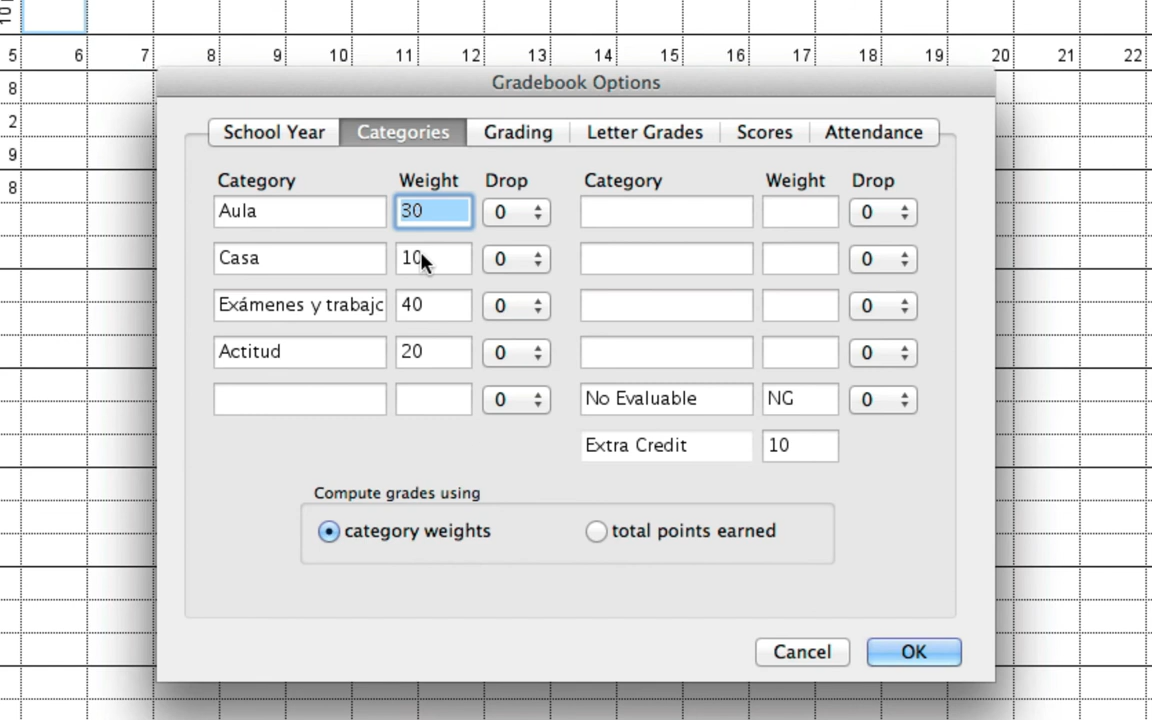 10
5 6 7 8 9 10 11 12 13 14 15 16 17 18 19 20 21 22
8
2
9
8
Gradebook Options
School Year Categories Grading Letter Grades Scores Attendance
Category Weight Drop Category Weight Drop
Aula 30 0 0
Casa 10 0 0
Exámenes y trabajo 40 0 0
Actitud 20 0 0
0 No Evaluable NG 0
Extra Credit 10
Compute grades using
category weights total points earned
Cancel OK